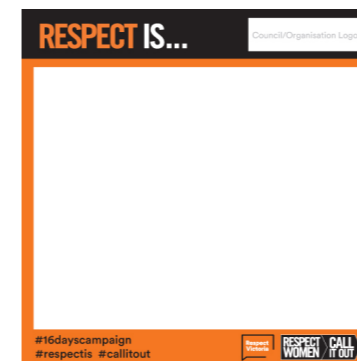 RESPECT IS...
Council/Organisation Logo
#16dayscampaign
#respectis #callitout
Respect
Victoria
RESPECT
WOMEN
CALL
IT OUT